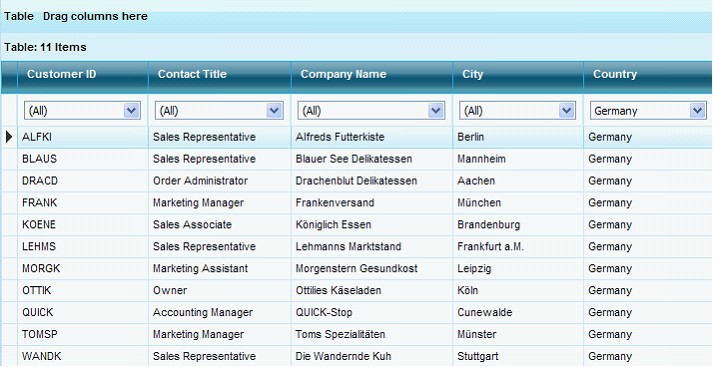 Table Drag columns here
Table: 11 Items
Customer ID Contact Title Company Name City Country
(All) (All) (All) (All) Germany
ALFKI Sales Representative Alfreds Futterkiste Berlin Germany
BLAUS Sales Representative Blauer See Delikatessen Mannheim Germany
DRACD Order Administrator Drachenblut Delikatessen Aachen Germany
FRANK Marketing Manager Frankenversand München Germany
KOENE Sales Associate Königlich Essen Brandenburg Germany
LEHMS Sales Representative Lehmanns Marktstand Frankfurt a.M. Germany
MORGK Marketing Assistant Morgenstern Gesundkost Leipzig Germany
OTTIK Owner Ottilies Käseladen Köln Germany
QUICK Accounting Manager QUICK-Stop Cunewalde Germany
TOMSP Marketing Manager Toms Spezialitäten Münster Germany
WANDK Sales Representative Die Wandernde Kuh Stuttgart Germany